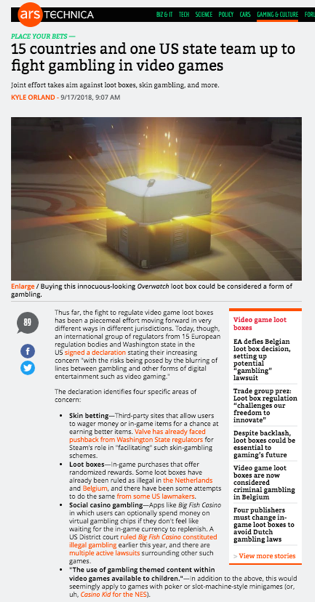 ars TECHNICA
BIZ & IT TECH SCIENCE POLICY CARS GAMING & CULTURE FOR
PLACE YOUR BETS —
15 countries and one US state team up to
fight gambling in video games
Joint effort takes aim against loot boxes, skin gambling, and more.
KYLE ORLAND - 9/17/2018, 9:07 AM
Enlarge / Buying this innocuous-looking Overwatch loot box could be considered a form of
gambling.
89
Thus far, the fight to regulate video game loot boxes
has been a piecemeal effort moving forward in very
different ways in different jurisdictions. Today, though,
an international group of regulators from 15 European
regulation bodies and Washington state in the
US signed a declaration stating their increasing
concern "with the risks being posed by the blurring of
lines between gambling and other forms of digital
entertainment such as video gaming."
The declaration identifies four specific areas of
concern:
• Skin betting—Third-party sites that allow users
to wager money or in-game items for a chance at
earning better items. Valve has already faced
pushback from Washington State regulators for
Steam's role in "facilitating" such skin-gambling
schemes.
• Loot boxes—In-game purchases that offer
randomized rewards. Some loot boxes have
already been ruled as illegal in the Netherlands
and Belgium, and there have been some attempts
to do the same from some US lawmakers.
• Social casino gambling—Apps like Big Fish Casino
in which users can optionally spend money on
virtual gambling chips if they don't feel like
waiting for the in-game currency to replenish. A
US District court ruled Big Fish Casino constituted
illegal gambling earlier this year, and there are
multiple active lawsuits surrounding other such
games.
• "The use of gambling themed content within
video games available to children."—in addition to the above, this would
seemingly apply to games with poker or slot-machine-style minigames (or,
uh, Casino Kid for the NES).
Video game loot
boxes
EA defies Belgian
loot box decision,
setting up
potential
"gambling"
lawsuit
Trade group prez:
Loot box regulation
"challenges our
freedom to
innovate"
Despite backlash,
loot boxes could be
essential to
gaming's future
Video game loot
boxes are now
considered
criminal gambling
in Belgium
Four publishers
must change in-
game loot boxes
to avoid Dutch
gambling laws
> View more stories